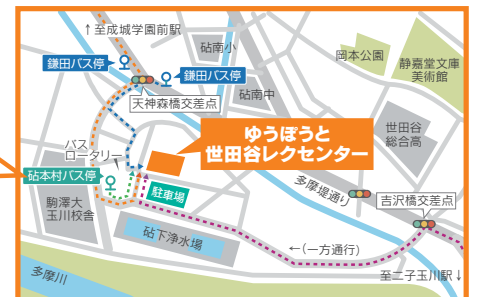 ↑至成城学園前駅
砧南小
岡本公園
静嘉堂文庫
美術館
鎌田バス停
鎌田バス停
砧南中
天神森橋交差点
世田谷
総合高
ゆうぽうと
世田谷レクセンター
バス
ロータリー
砧本村バス停
駐車場
多摩堤通り
吉沢橋交差点
駒澤大
玉川校舎
砧下浄水場
←(一方通行)
多摩川
至二子玉川駅↓